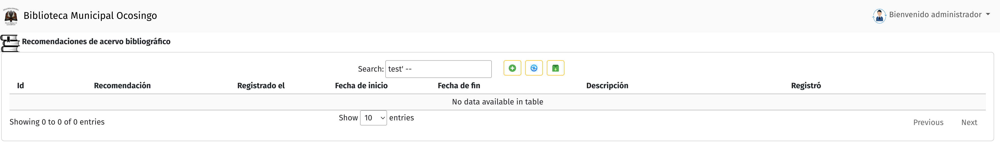 Biblioteca Municipal Ocosingo
Bienvenido administrador
Recomendaciones de acervo bibliográfico
Search: test' --
Id Recomendación Registrado el Fecha de inicio Fecha de fin Descripción Registró
No data available in table
Showing 0 to 0 of 0 entries
Show 10 entries
Previous Next